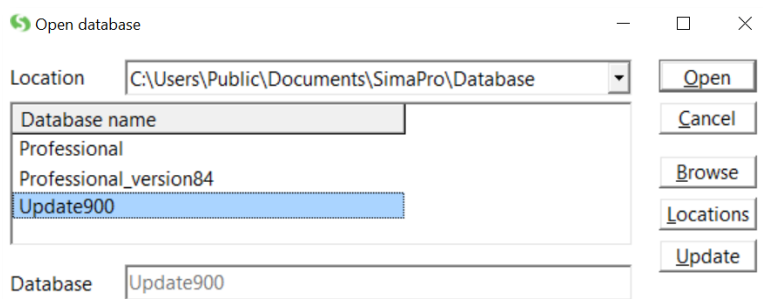 Open database
Location C:\Users\Public\Documents\SimaPro\Database Open
Database name Cancel
Professional
Professional_version84 Browse
Update900 Locations
Update
Database Update900